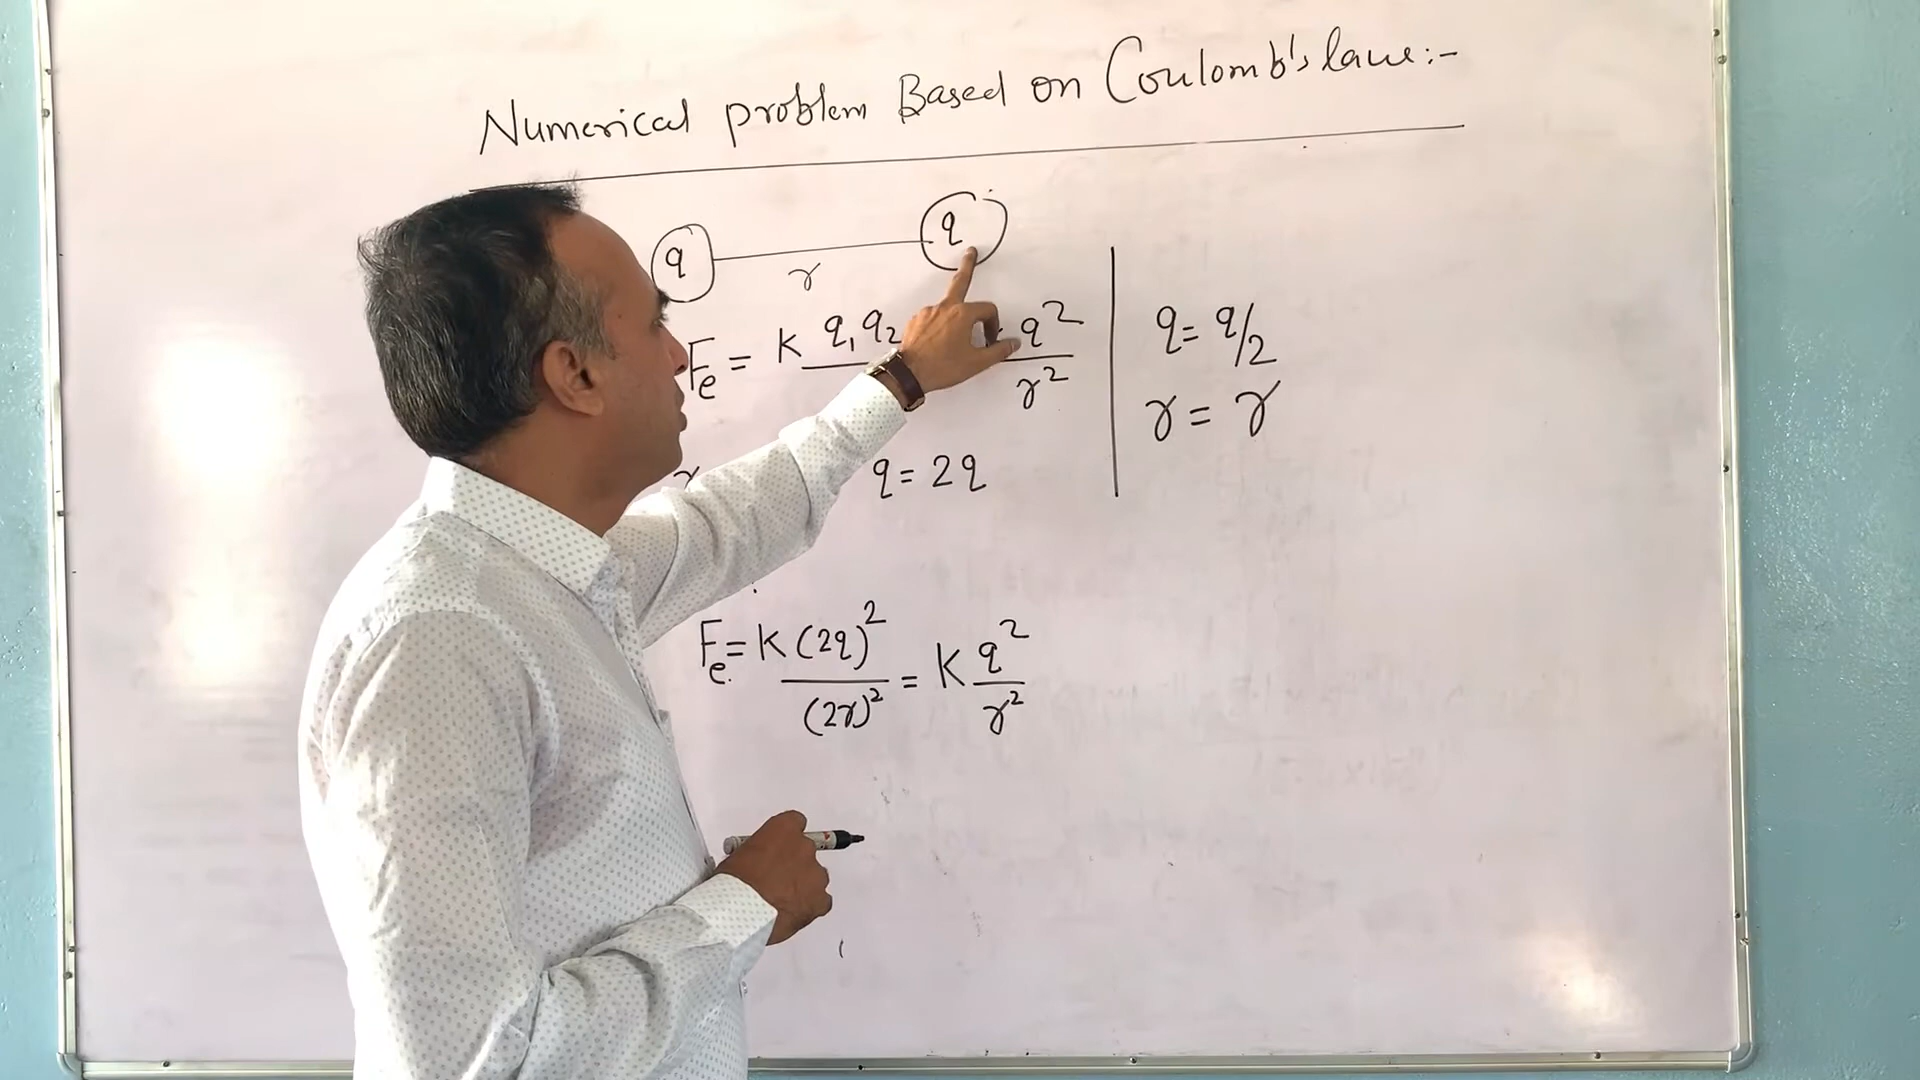 Numerical problem Based on Coulomb's law:-
q r q
Fe = K q1q2 q²/r²
q = 2q
Fe = K(2q)²/(2r)² = K q²/r²
q = q/2
r = r